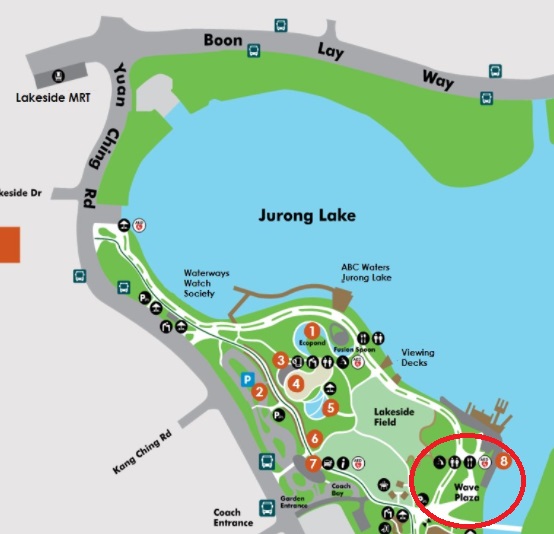 Boon Lay Way
Lakeside MRT
Yuan Ching Rd
keside Dr
Jurong Lake
Waterways
Watch
Society
ABC Waters
Jurong Lake
1
Ecopond
Fusion Spoon
Viewing
Decks
3
4
P
2
5
Lakeside
Field
6
7
8
Wave
Plaza
Kang Ching Rd
Coach
Bay
Garden
Entrance
Coach
Entrance